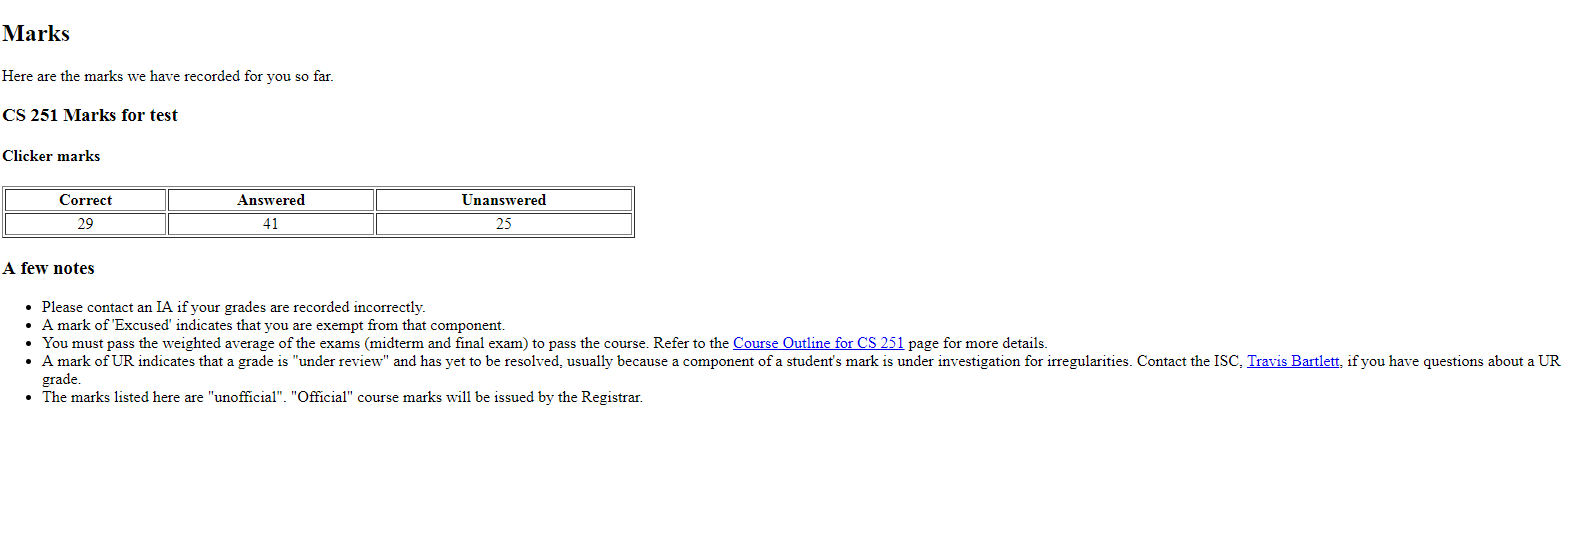 Marks
Here are the marks we have recorded for you so far.
CS 251 Marks for test
Clicker marks
Correct Answered Unanswered
29 41 25
A few notes
• Please contact an IA if your grades are recorded incorrectly.
• A mark of 'Excused' indicates that you are exempt from that component.
• You must pass the weighted average of the exams (midterm and final exam) to pass the course. Refer to the Course Outline for CS 251 page for more details.
• A mark of UR indicates that a grade is "under review" and has yet to be resolved, usually because a component of a student's mark is under investigation for irregularities. Contact the ISC, Travis Bartlett, if you have questions about a UR
grade.
• The marks listed here are "unofficial". "Official" course marks will be issued by the Registrar.